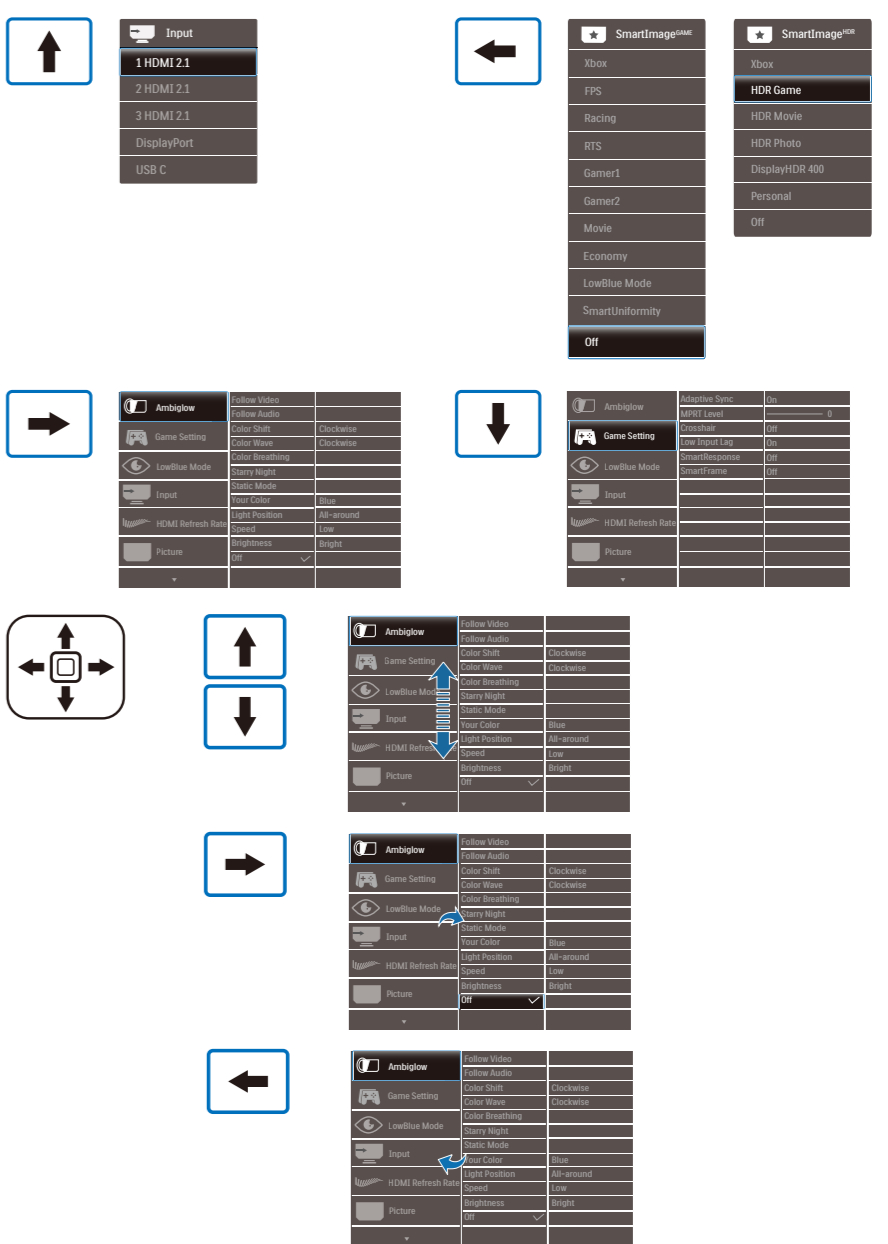 Input
1 HDMI 2.1
2 HDMI 2.1
3 HDMI 2.1
DisplayPort
USB C
SmartImageGAME
Xbox
FPS
Racing
RTS
Gamer1
Gamer2
Movie
Economy
LowBlue Mode
SmartUniformity
Off
SmartImageHDR
Xbox
HDR Game
HDR Movie
HDR Photo
DisplayHDR 400
Personal
Off
Ambiglow
Game Setting
LowBlue Mode
Input
HDMI Refresh Rate
Picture
Follow Video
Follow Audio
Color Shift Clockwise
Color Wave Clockwise
Color Breathing
Starry Night
Static Mode
Your Color Blue
Light Position All-around
Speed Low
Brightness Bright
Off
Ambiglow
Game Setting
LowBlue Mode
Input
HDMI Refresh Rate
Picture
Adaptive Sync On
MPRT Level 0
Crosshair Off
Low Input Lag On
SmartResponse Off
SmartFrame Off
Ambiglow
Game Setting
LowBlue Mode
Input
HDMI Refresh Rate
Picture
Follow Video
Follow Audio
Color Shift Clockwise
Color Wave Clockwise
Color Breathing
Starry Night
Static Mode
Your Color Blue
Light Position All-around
Speed Low
Brightness Bright
Off
Ambiglow
Game Setting
LowBlue Mode
Input
HDMI Refresh Rate
Picture
Follow Video
Follow Audio
Color Shift Clockwise
Color Wave Clockwise
Color Breathing
Starry Night
Static Mode
Your Color Blue
Light Position All-around
Speed Low
Brightness Bright
Off
Ambiglow
Game Setting
LowBlue Mode
Input
HDMI Refresh Rate
Picture
Follow Video
Follow Audio
Color Shift Clockwise
Color Wave Clockwise
Color Breathing
Starry Night
Static Mode
Your Color Blue
Light Position All-around
Speed Low
Brightness Bright
Off